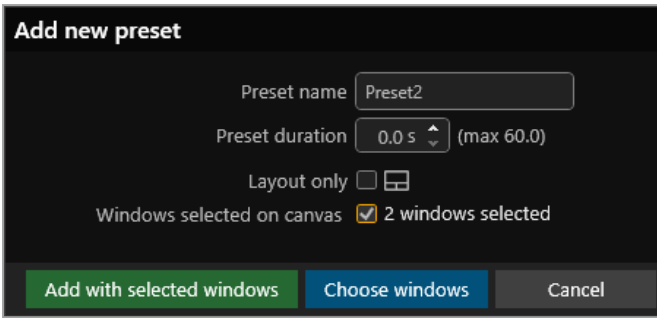 Add new preset
Preset name Preset2
Preset duration 0.0 s (max 60.0)
Layout only
Windows selected on canvas 2 windows selected
Add with selected windows Choose windows Cancel